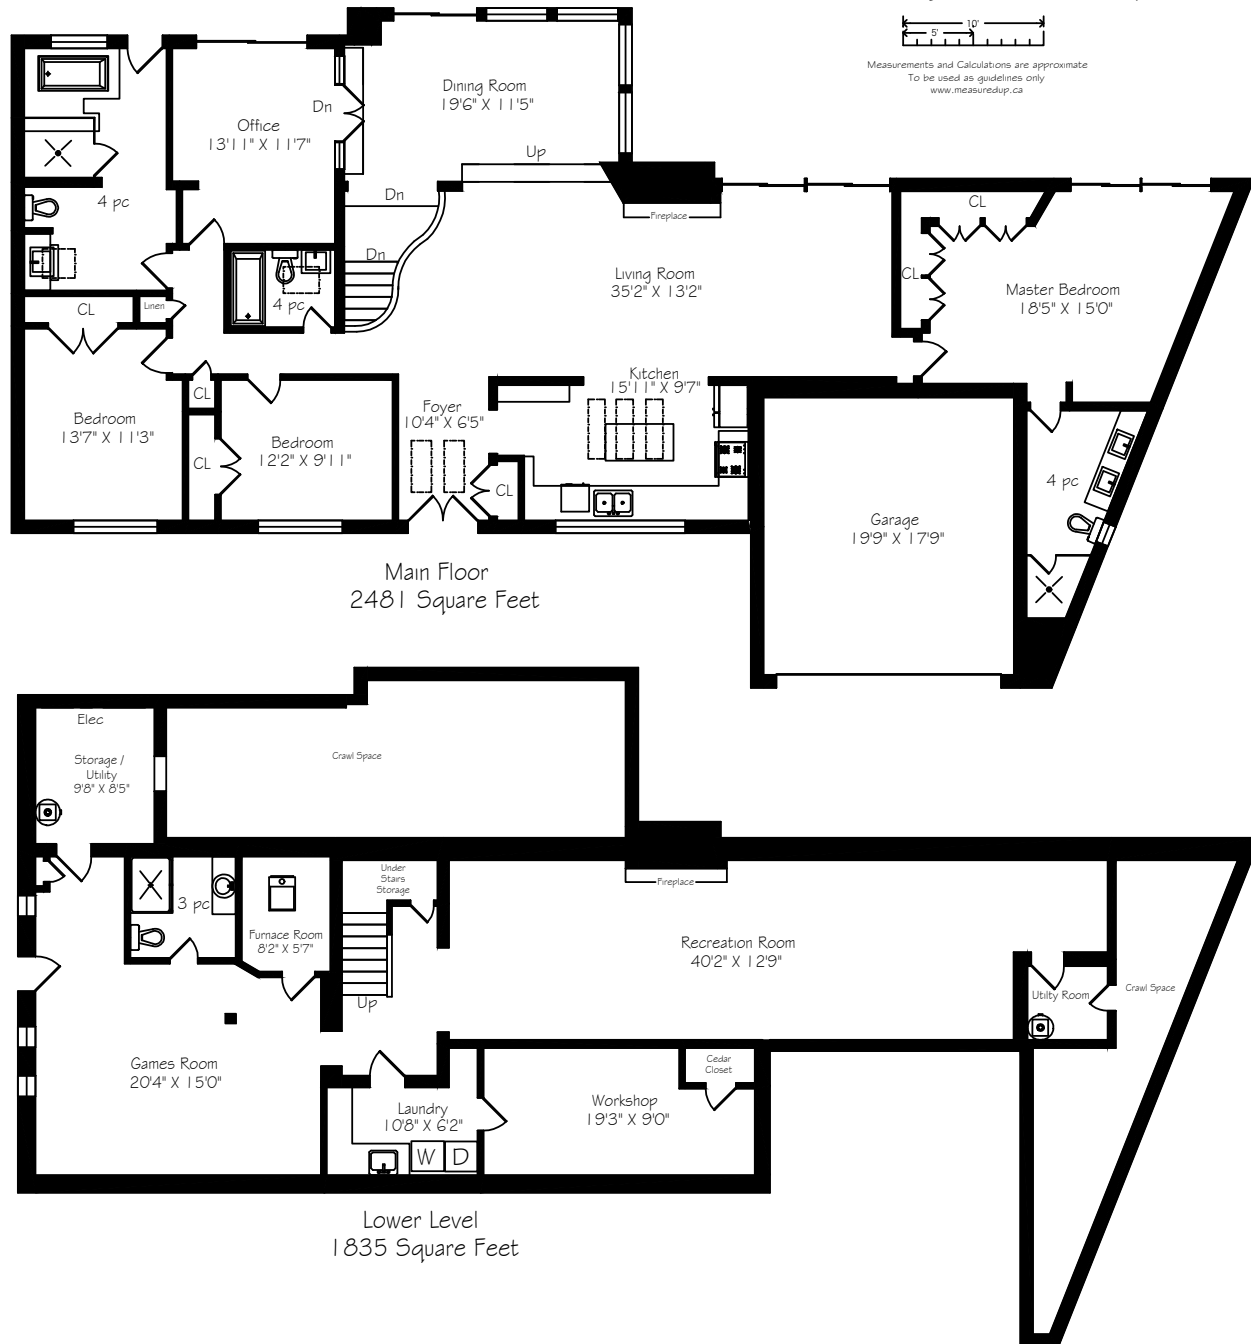 10'
5'
Measurements and Calculations are approximate
To be used as guidelines only
www.measuredup.ca
Dining Room
19'6" X 11'5"
Dn
Office
13'11" X 11'7"
Up
4 pc
Dn
CL
Fireplace
Dn
Living Room
35'2" X 13'2"
CL
Master Bedroom
18'5" X 15'0"
CL
Linen
4 pc
Kitchen
15'11" X 9'7"
CL
Foyer
10'4" X 6'5"
Bedroom
13'7" X 11'3"
Bedroom
12'2" X 9'11"
CL
CL
4 pc
Garage
19'9" X 17'9"
Main Floor
2481 Square Feet
Elec
Storage /
Utility
9'8" X 8'5"
Crawl Space
Under
Stairs
Storage
Fireplace
3 pc
Furnace Room
8'2" X 5'7"
Recreation Room
40'2" X 12'9"
Up
Utilty Room
Crawl Space
Games Room
20'4" X 15'0"
Cedar
Closet
Laundry
10'8" X 6'2"
Workshop
19'3" X 9'0"
W D
Lower Level
1835 Square Feet